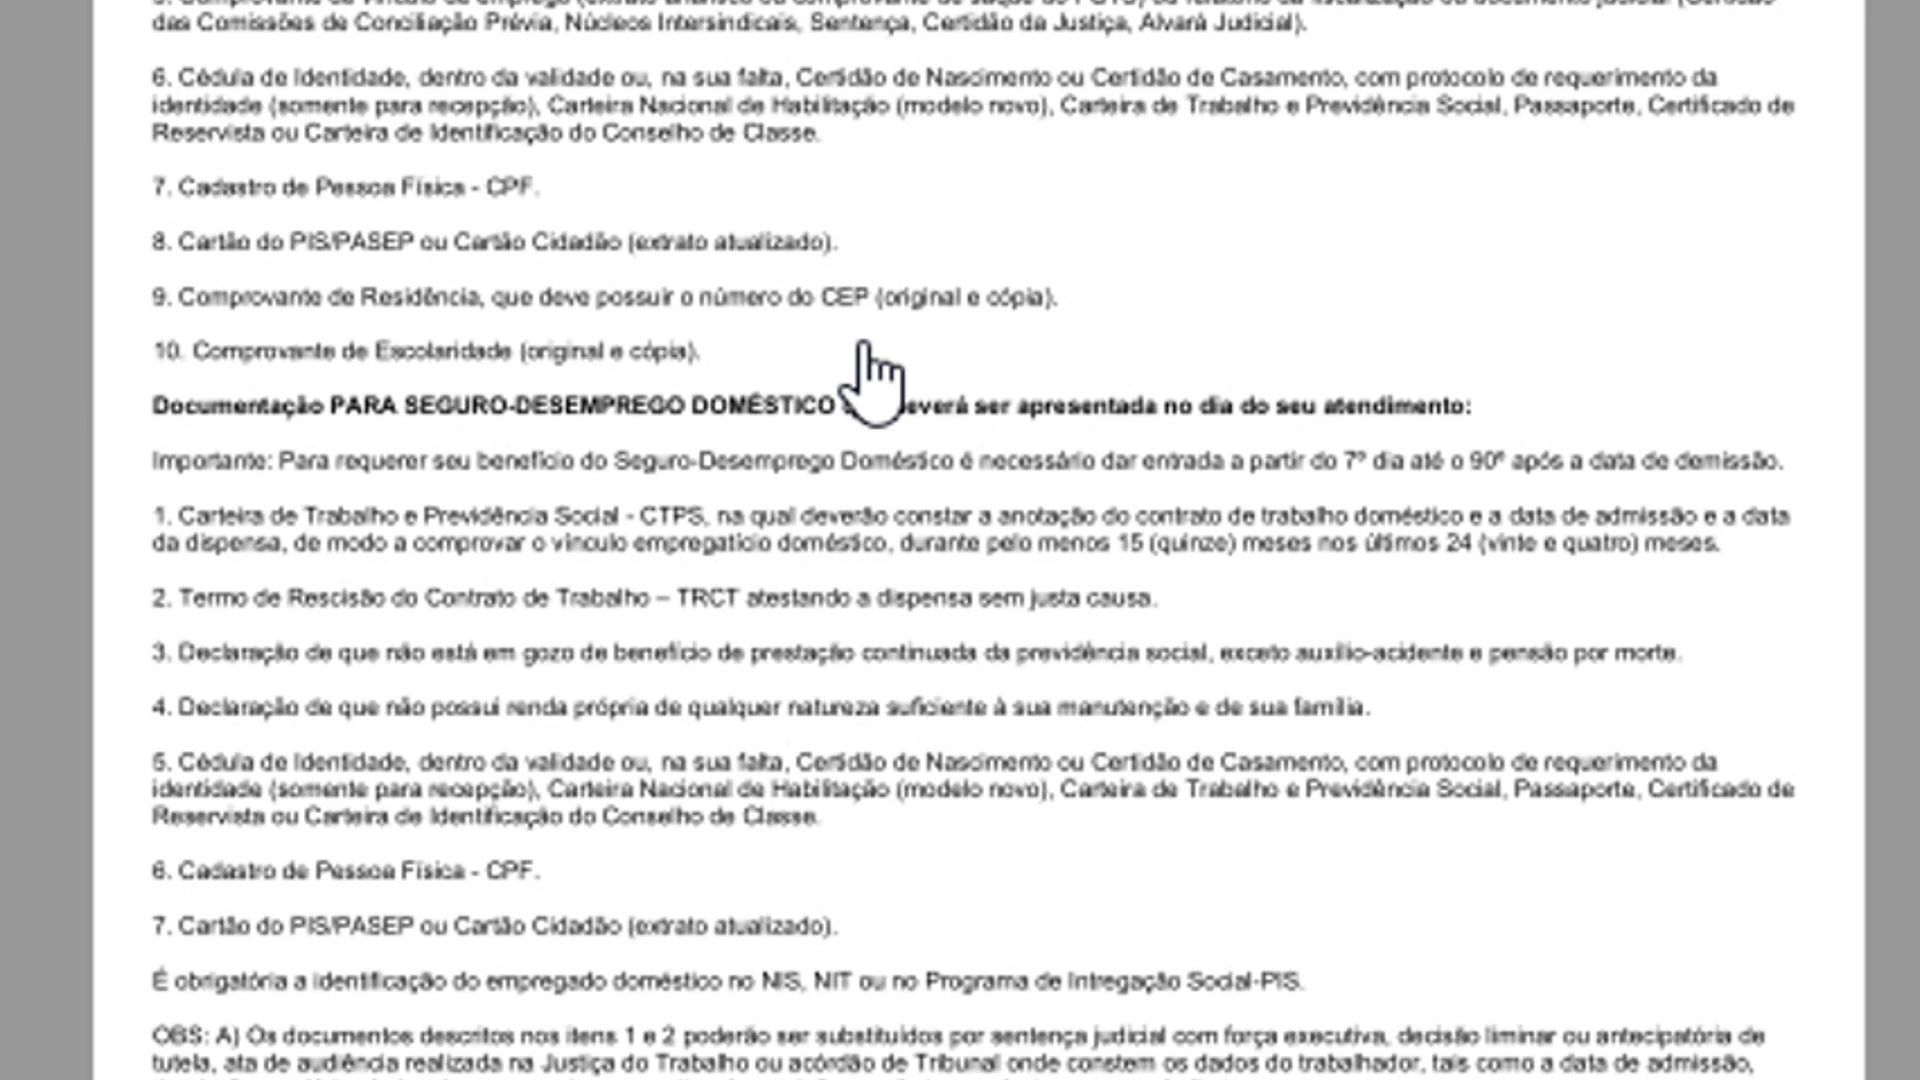 das Comissões de Conciliação Prévia, Núcleos Intersindicais, Sentença, Certidão da Justiça, Alvará Judicial).
6. Cédula de Identidade, dentro da validade ou, na sua falta, Certidão de Nascimento ou Certidão de Casamento, com protocolo de requerimento da
identidade (somente para recepção), Carteira Nacional de Habilitação (modelo novo), Carteira de Trabalho e Previdência Social, Passaporte, Certificado de
Reservista ou Carteira de Identificação do Conselho de Classe.
7. Cadastro de Pessoa Física - CPF.
8. Cartão do PIS/PASEP ou Cartão Cidadão (extrato atualizado).
9. Comprovante de Residência, que deve possuir o número do CEP (original e cópia).
10. Comprovante de Escolaridade (original e cópia).
Documentação PARA SEGURO-DESEMPREGO DOMÉSTICO ser apresentada no dia do seu atendimento:
Importante: Para requerer seu benefício do Seguro-Desemprego Doméstico é necessário dar entrada a partir do 7º dia até o 90º após a data de demissão.
1. Carteira de Trabalho e Previdência Social - CTPS, na qual deverão constar a anotação do contrato de trabalho doméstico e a data de admissão e a data
da dispensa, de modo a comprovar o vínculo empregatício doméstico, durante pelo menos 15 (quinze) meses nos últimos 24 (vinte e quatro) meses.
2. Termo de Rescisão do Contrato de Trabalho – TRCT atestando a dispensa sem justa causa.
3. Declaração de que não está em gozo de benefício de prestação continuada da previdência social, exceto auxílio-acidente e pensão por morte.
4. Declaração de que não possui renda própria de qualquer natureza suficiente à sua manutenção e de sua família.
5. Cédula de Identidade, dentro da validade ou, na sua falta, Certidão de Nascimento ou Certidão de Casamento, com protocolo de requerimento da
identidade (somente para recepção), Carteira Nacional de Habilitação (modelo novo), Carteira de Trabalho e Previdência Social, Passaporte, Certificado de
Reservista ou Carteira de Identificação do Conselho de Classe.
6. Cadastro de Pessoa Física - CPF.
7. Cartão do PIS/PASEP ou Cartão Cidadão (extrato atualizado).
É obrigatória a identificação do empregado doméstico no NIS, NIT ou no Programa de Intregação Social-PIS.
OBS: A) Os documentos descritos nos itens 1 e 2 poderão ser substituídos por sentença judicial com força executiva, decisão liminar ou antecipatória de
tutela, ata de audiência realizada na Justiça do Trabalho ou acórdão de Tribunal onde constem os dados do trabalhador, tais como a data de admissão,